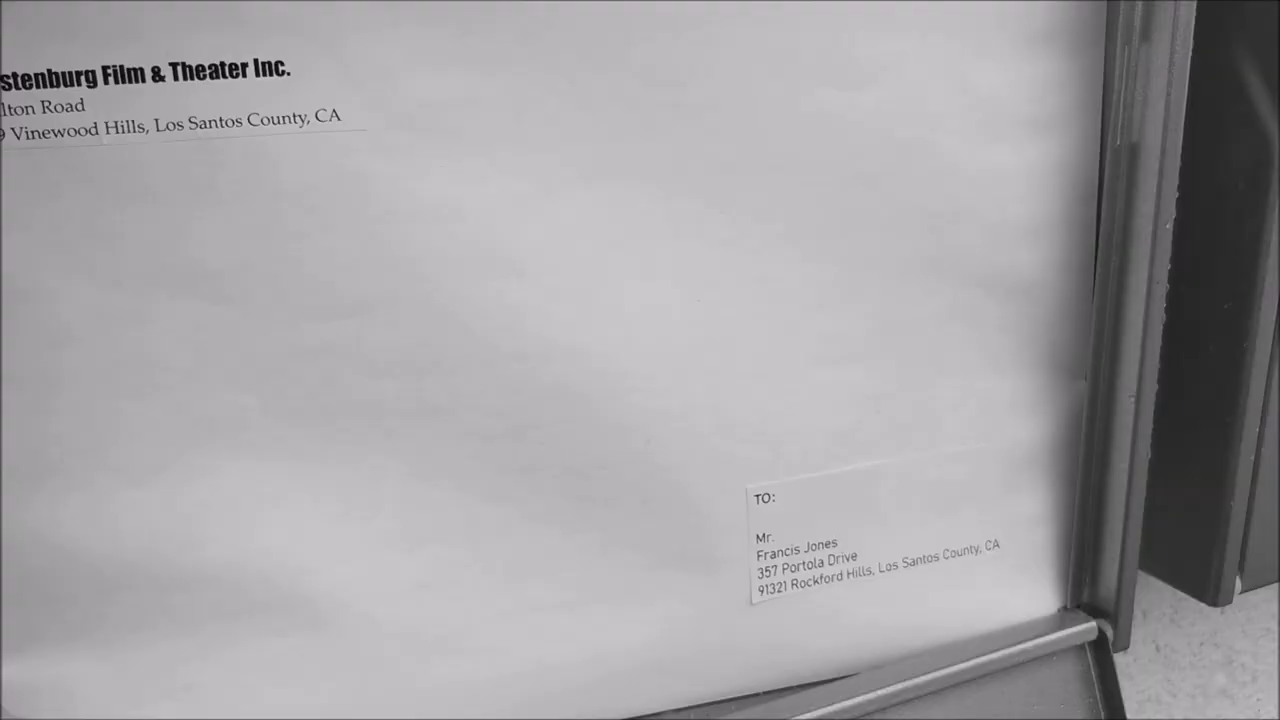 stenburg Film & Theater Inc.
lton Road
9 Vinewood Hills, Los Santos County, CA
TO:
Mr.
Francis Jones
357 Portola Drive
91321 Rockford Hills, Los Santos County, CA